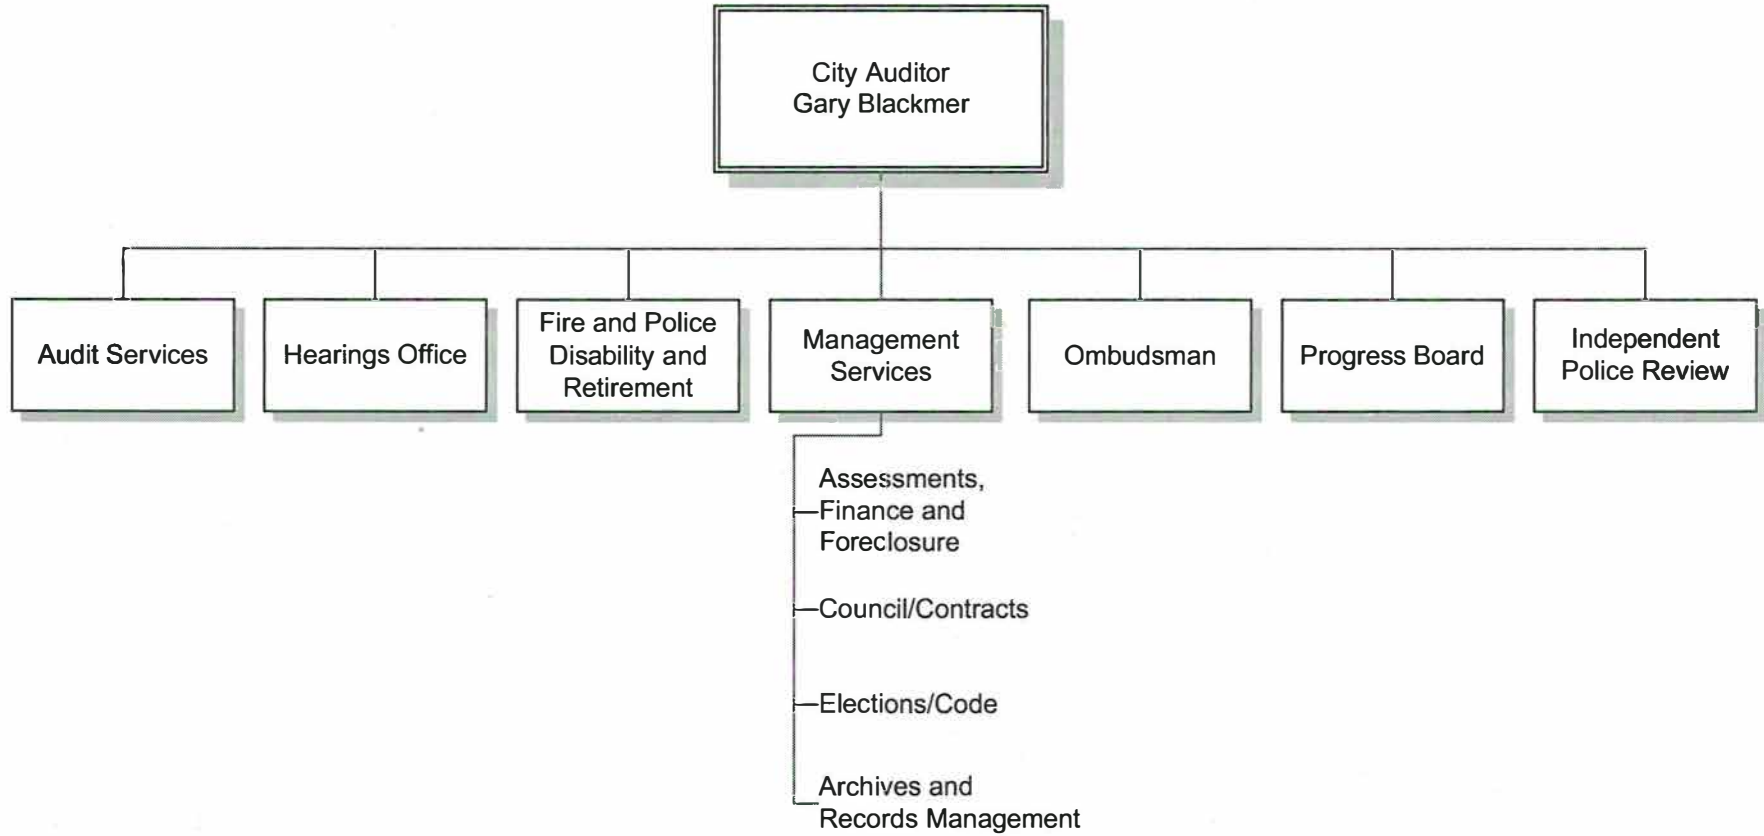 City Auditor
Gary Blackmer
Audit Services
Hearings Office
Fire and Police
Disability and
Retirement
Management
Services
Ombudsman
Progress Board
Independent
Police Review
Assessments,
Finance and
Foreclosure
Council/Contracts
Elections/Code
Archives and
Records Management